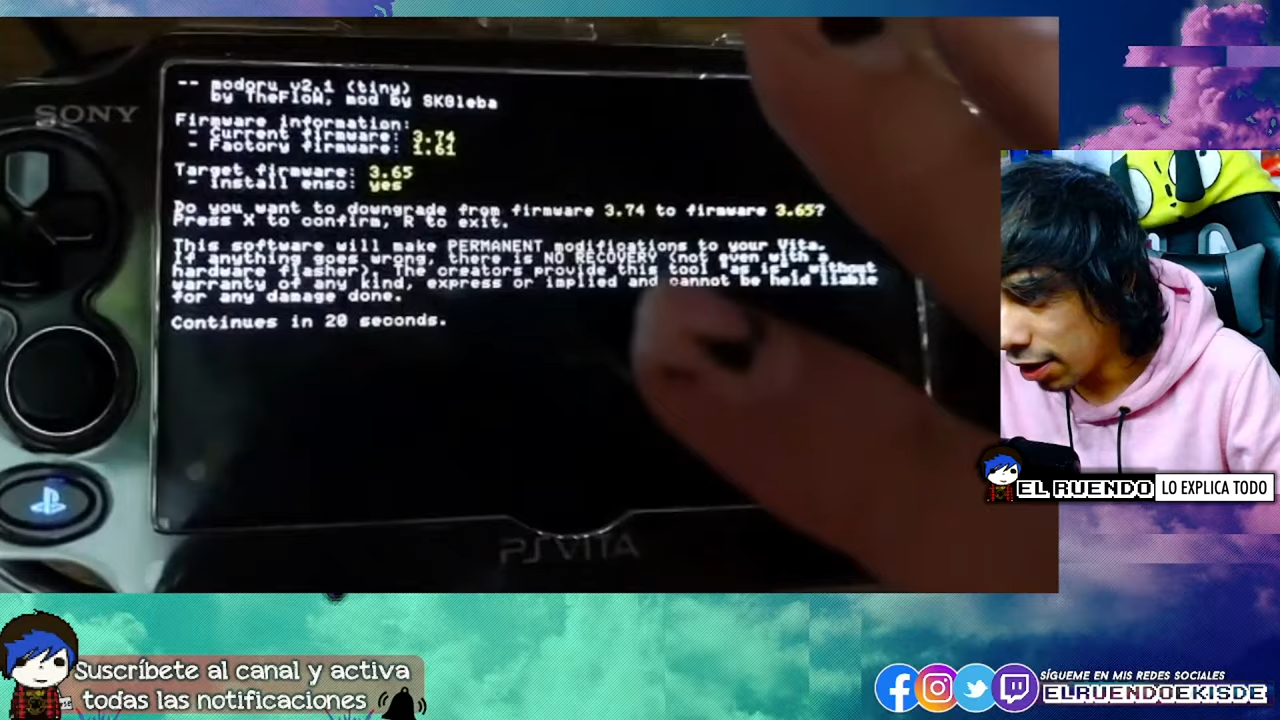 SONY
-- modoru v2.1 (tiny)
by TheFloW, mod by SK0leba
Firmware information:
- Current firmware: 3.74
- Factory firmware: 1.61
Target firmware: 3.65
- Install enso: yes
Do you want to downgrade from firmware 3.74 to firmware 3.65?
Press X to confirm, R to exit.
This software will make PERMANENT modifications to your Vita.
If anything goes wrong, there is NO RECOVERY (not even with a
hardware flasher). The creators provide this tool "as is", without
warranty of any kind, express or implied and cannot be held liable
for any damage done.
Continues in 20 seconds.
PSVITA
EL RUENDO LO EXPLICA TODO
Suscríbete al canal y activa
todas las notificaciones
SÍGUEME EN MIS REDES SOCIALES
ELRUENDOEKISDE